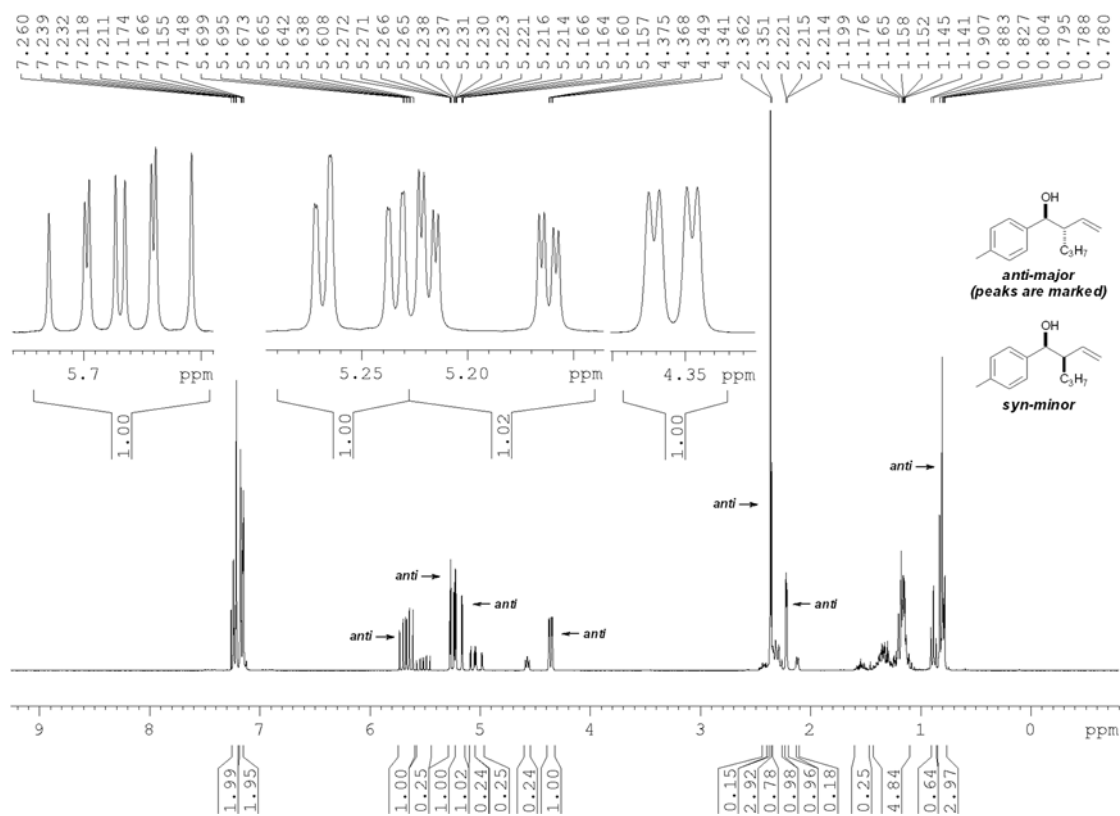 7.260 7.239 7.232 7.218 7.211 7.174 7.167 7.155 7.148 5.699 5.695 5.673 5.665 5.642 5.638 5.608 5.272 5.271 5.266 5.265 5.238 5.237 5.231 5.230 5.223 5.221 5.216 5.214 5.166 5.164 5.160 5.157 4.375 4.368 4.349 4.341 2.362 2.351 2.221 2.215 2.214 1.199 1.176 1.165 1.158 1.152 1.145 1.141 0.907 0.883 0.827 0.804 0.795 0.788 0.780
OH
C3H7
anti-major
(peaks are marked)
OH
C3H7
syn-minor
5.7 ppm
5.25 5.20 ppm
4.35 ppm
1.00
1.00
1.02
1.00
anti
anti
anti
anti
anti
anti
anti
9 8 7 6 5 4 3 2 1 0 ppm
1.99 1.95 1.00 0.25 1.00 1.02 0.24 0.25 0.24 1.00 0.15 2.92 0.78 0.98 0.96 0.18 0.25 4.84 0.64 2.97